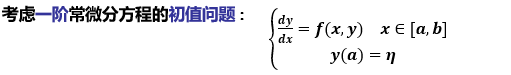 考虑一阶常微分方程的初值问题：
dy/dx = f(x, y) x ∈ [a, b]
y(a) = η